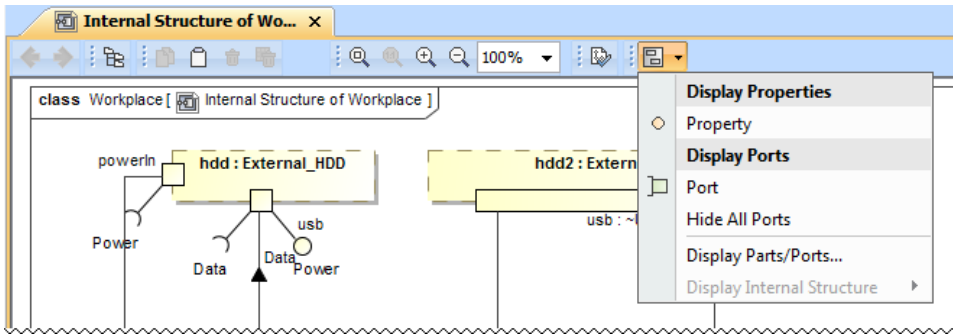 Internal Structure of Wo... ×
100%
class Workplace [ Internal Structure of Workplace ]
Display Properties
Property
Display Ports
Port
Hide All Ports
Display Parts/Ports...
Display Internal Structure
powerIn
hdd : External_HDD
hdd2 : Extern
usb
usb : ~
Power
Data
Data
Power